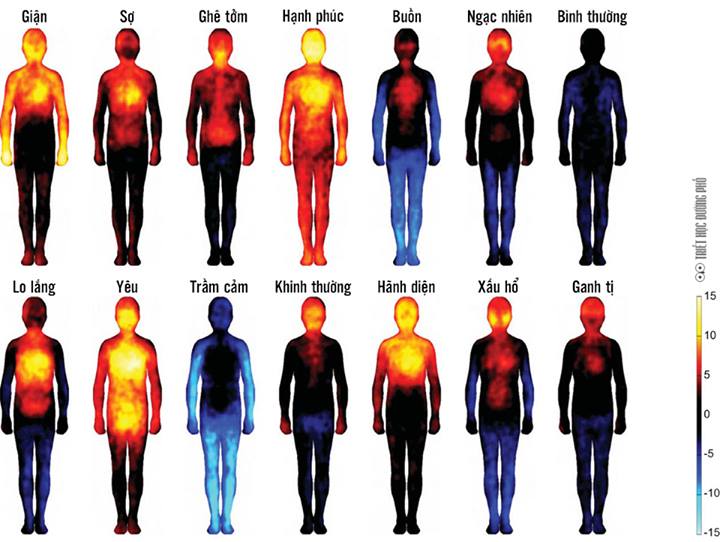 Giận
Sợ
Ghê tởm
Hạnh phúc
Buồn
Ngạc nhiên
Bình thường
Lo lắng
Yêu
Trầm cảm
Khinh thường
Hãnh diện
Xấu hổ
Ganh tị
TRIẾT HỌC ĐƯỜNG PHỐ
15
10
5
0
-5
-10
-15